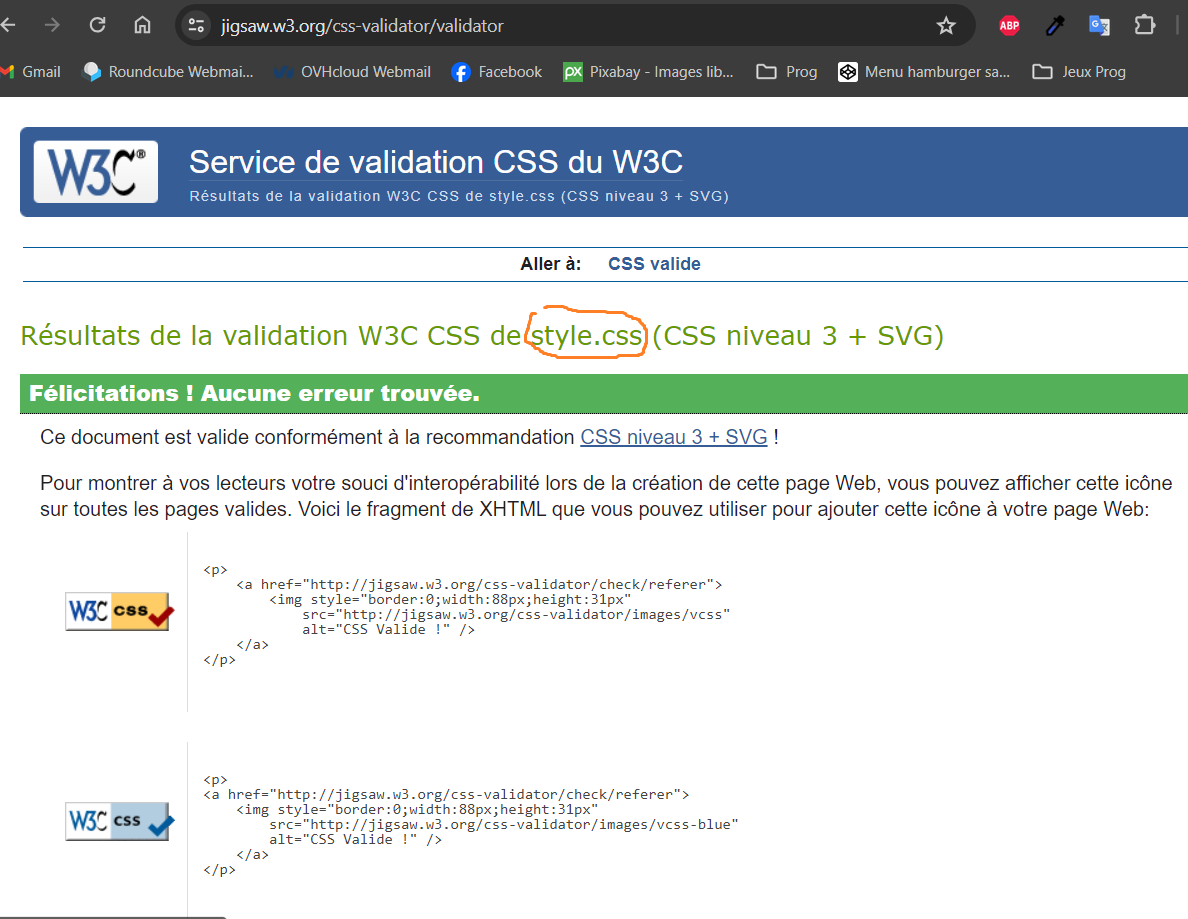 jigsaw.w3.org/css-validator/validator
ABP
Gmail
Roundcube Webmai...
OVHcloud Webmail
Facebook
px
Pixabay - Images lib...
Prog
Menu hamburger sa...
Jeux Prog
W3C®
Service de validation CSS du W3C
Résultats de la validation W3C CSS de style.css (CSS niveau 3 + SVG)
Aller à: CSS valide
Résultats de la validation W3C CSS de style.css (CSS niveau 3 + SVG)
Félicitations ! Aucune erreur trouvée.
Ce document est valide conformément à la recommandation CSS niveau 3 + SVG !
Pour montrer à vos lecteurs votre souci d'interopérabilité lors de la création de cette page Web, vous pouvez afficher cette icône
sur toutes les pages valides. Voici le fragment de XHTML que vous pouvez utiliser pour ajouter cette icône à votre page Web:
W3C css
<p>
<a href="http://jigsaw.w3.org/css-validator/check/referer">
<img style="border:0;width:88px;height:31px"
src="http://jigsaw.w3.org/css-validator/images/vcss"
alt="CSS Valide !" />
</a>
</p>
W3C css
<p>
<a href="http://jigsaw.w3.org/css-validator/check/referer">
<img style="border:0;width:88px;height:31px"
src="http://jigsaw.w3.org/css-validator/images/vcss-blue"
alt="CSS Valide !" />
</a>
</p>